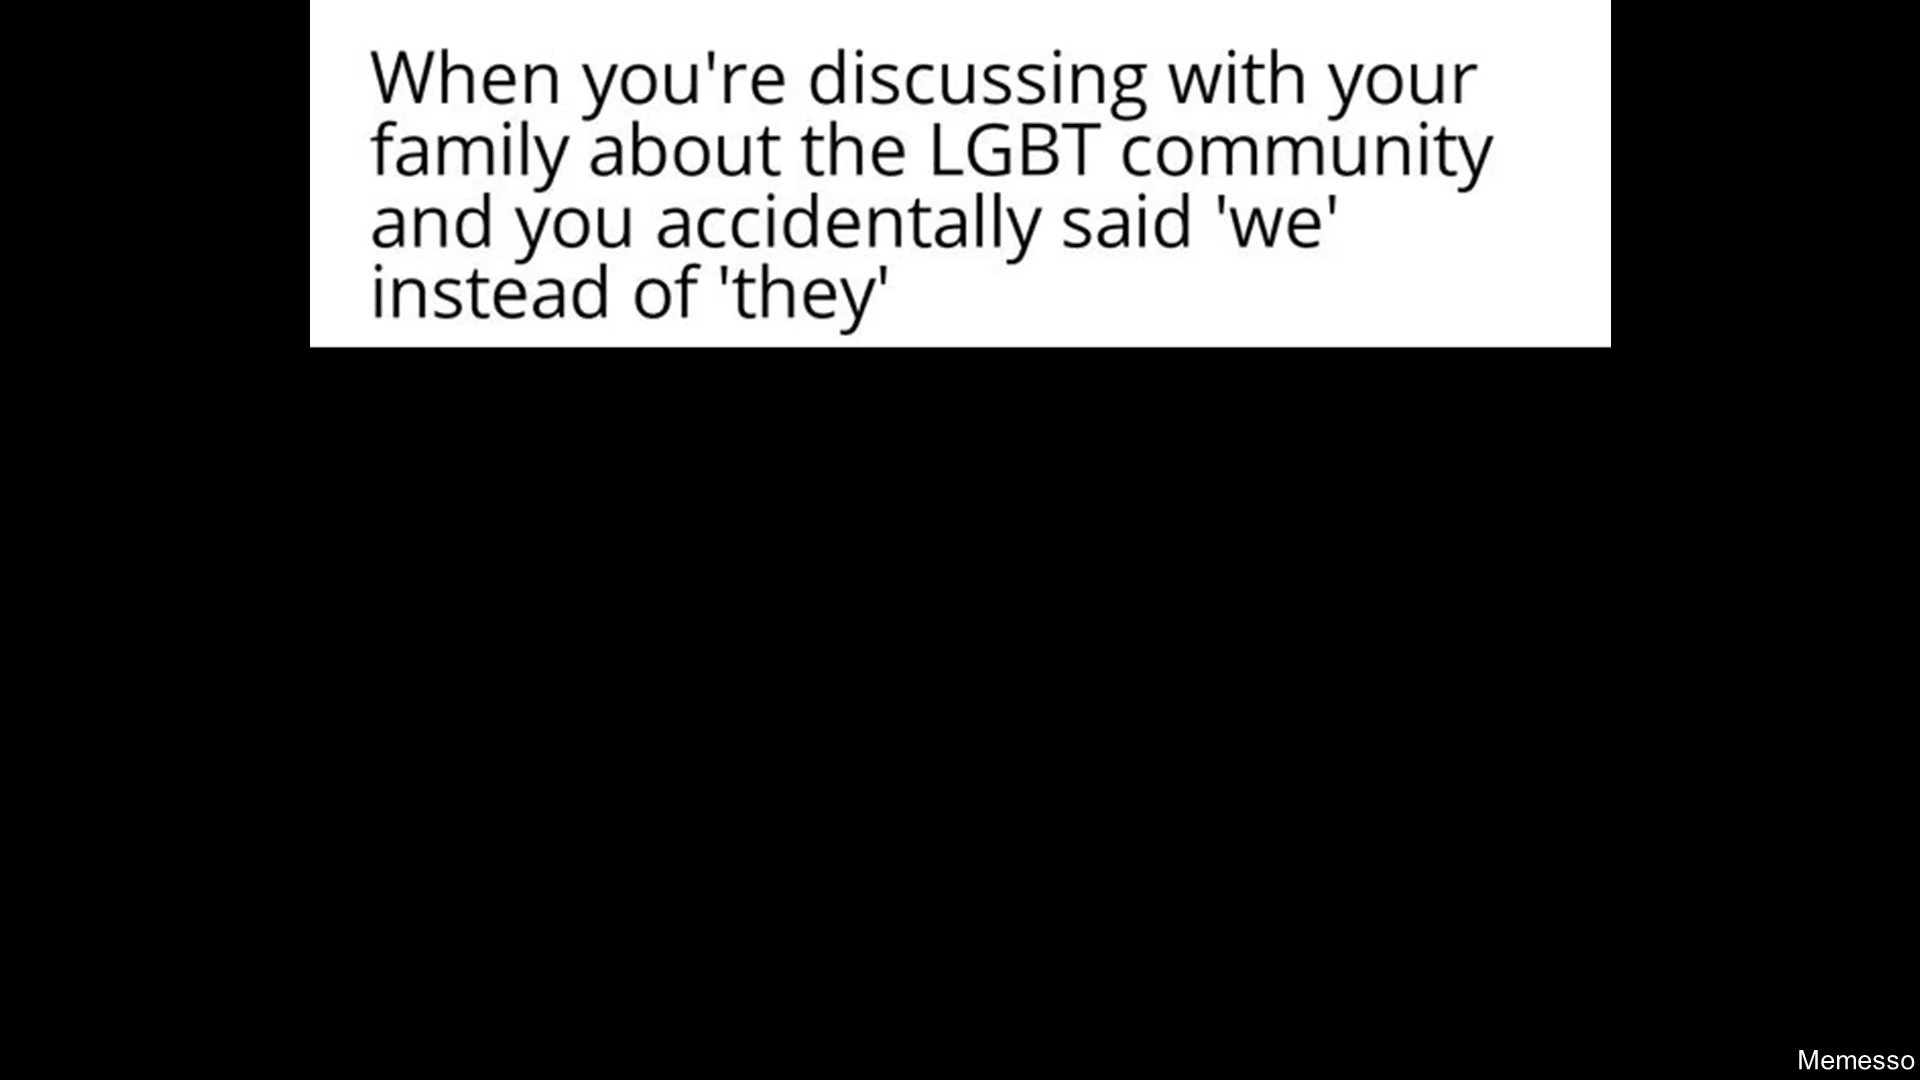 When you're discussing with your
family about the LGBT community
and you accidentally said 'we'
instead of 'they'
Memesso